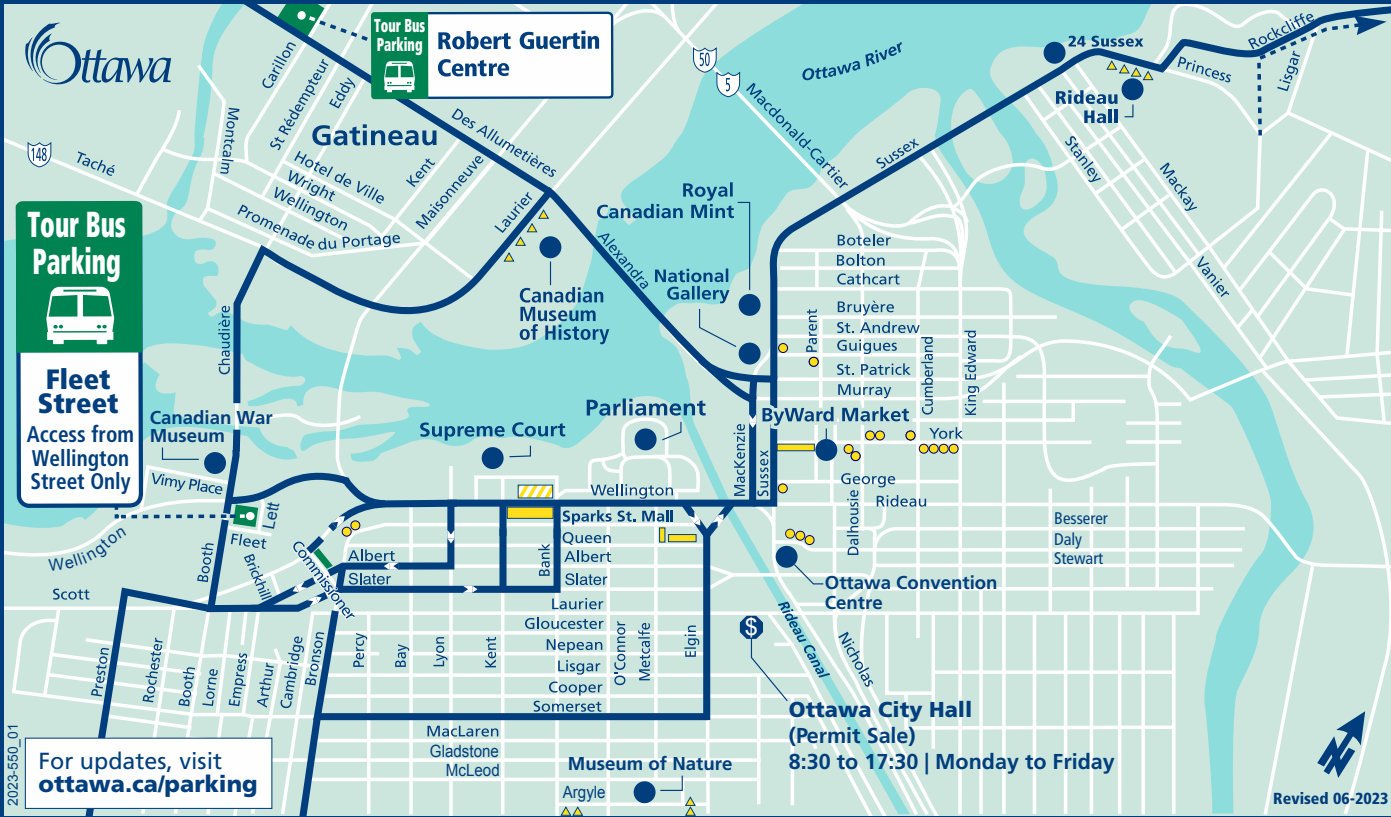 Ottawa
Tour Bus
Parking
Robert Guertin
Centre
Carillon
St Rédempteur
Eddy
Montcalm
Gatineau
Des Allumetières
148
Taché
Hotel de Ville
Wright
Wellington
Kent
Maisonneuve
Promenade du Portage
Laurier
50
5
Ottawa River
Macdonald-Cartier
Sussex
24 Sussex
Rockcliffe
Princess
Lisgar
Rideau
Hall
Stanley
Mackay
Vanier
Tour Bus
Parking
Fleet
Street
Access from
Wellington
Street Only
Royal
Canadian Mint
National
Gallery
Alexandra
Canadian
Museum
of History
Chaudière
Boteler
Bolton
Cathcart
Bruyère
St. Andrew
Guigues
St. Patrick
Murray
Parent
Cumberland
King Edward
Canadian War
Museum
Vimy Place
Supreme Court
Parliament
ByWard Market
York
MacKenzie
Sussex
George
Rideau
Dalhousie
Wellington
Sparks St. Mall
Queen
Albert
Slater
Bank
Albert
Slater
Lett
Fleet
Wellington
Booth
Brickhill
Commissioner
Scott
Besserer
Daly
Stewart
Ottawa Convention
Centre
Laurier
Gloucester
Nepean
Lisgar
Cooper
Somerset
Preston
Rochester
Booth
Lorne
Empress
Arthur
Cambridge
Bronson
Percy
Bay
Lyon
Kent
O'Connor
Metcalfe
Elgin
$
Rideau Canal
Nicholas
Ottawa City Hall
(Permit Sale)
8:30 to 17:30 | Monday to Friday
MacLaren
Gladstone
McLeod
Museum of Nature
Argyle
2023-550_01
For updates, visit
ottawa.ca/parking
N
Revised 06-2023